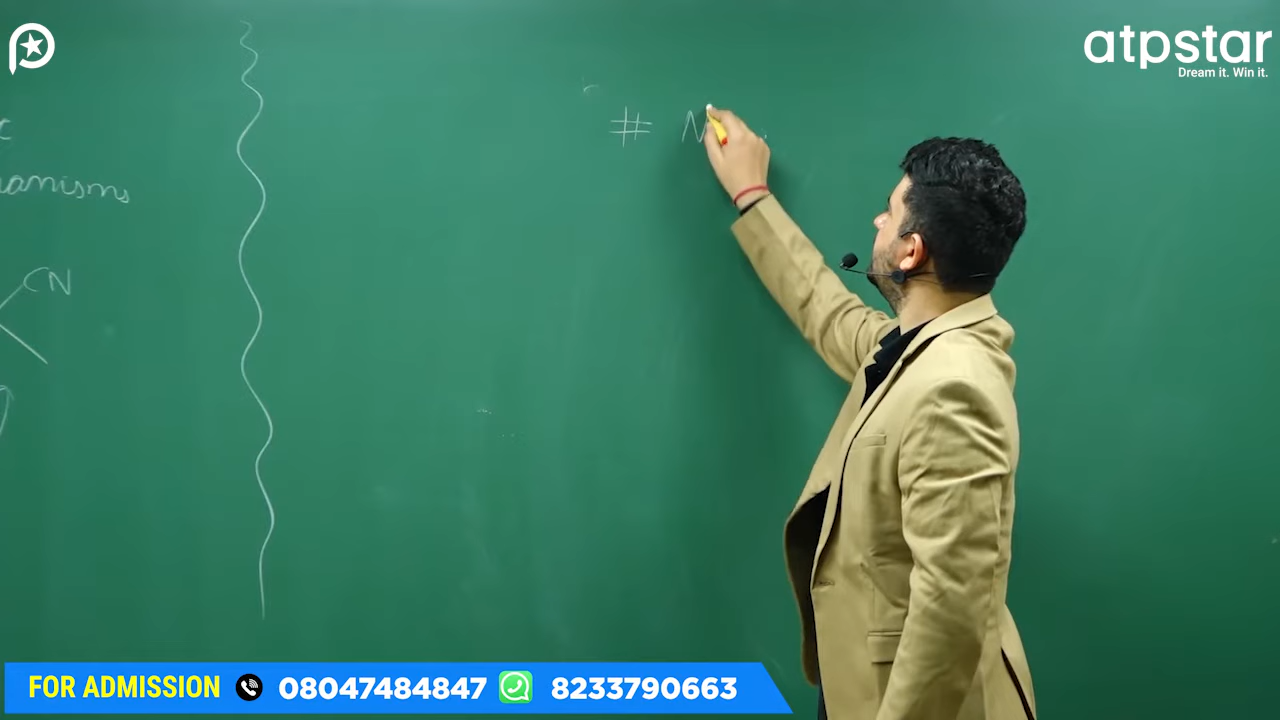 atpstar
Dream it. Win it.
anisms
CN
# N
FOR ADMISSION 08047484847 8233790663